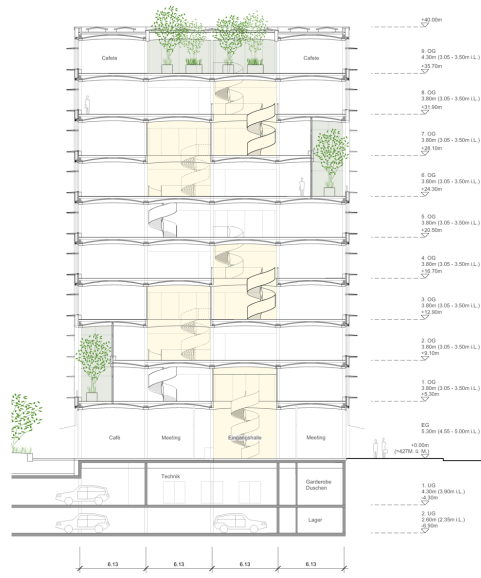 +40.00m
9. OG
4.30m (3.05 - 3.50m i.L.)
+35.70m
Cafete
Cafete
8. OG
3.80m (3.05 - 3.50m i.L.)
+31.90m
7. OG
3.80m (3.05 - 3.50m i.L.)
+28.10m
6. OG
3.80m (3.05 - 3.50m i.L.)
+24.30m
5. OG
3.80m (3.05 - 3.50m i.L.)
+20.50m
4. OG
3.80m (3.05 - 3.50m i.L.)
+16.70m
3. OG
3.80m (3.05 - 3.50m i.L.)
+12.90m
2. OG
3.80m (3.05 - 3.50m i.L.)
+9.10m
1. OG
3.80m (3.05 - 3.50m i.L.)
+5.30m
EG
5.30m (4.55 - 5.00m i.L.)
Café
Meeting
Eingangshalle
Meeting
+0.00m
(=427M. ü. M.)
Technik
Garderobe
Duschen
1. UG
4.30m (3.90m i.L.)
-4.30m
Lager
2. UG
2.60m (2.35m i.L.)
-6.90m
6.13
6.13
6.13
6.13